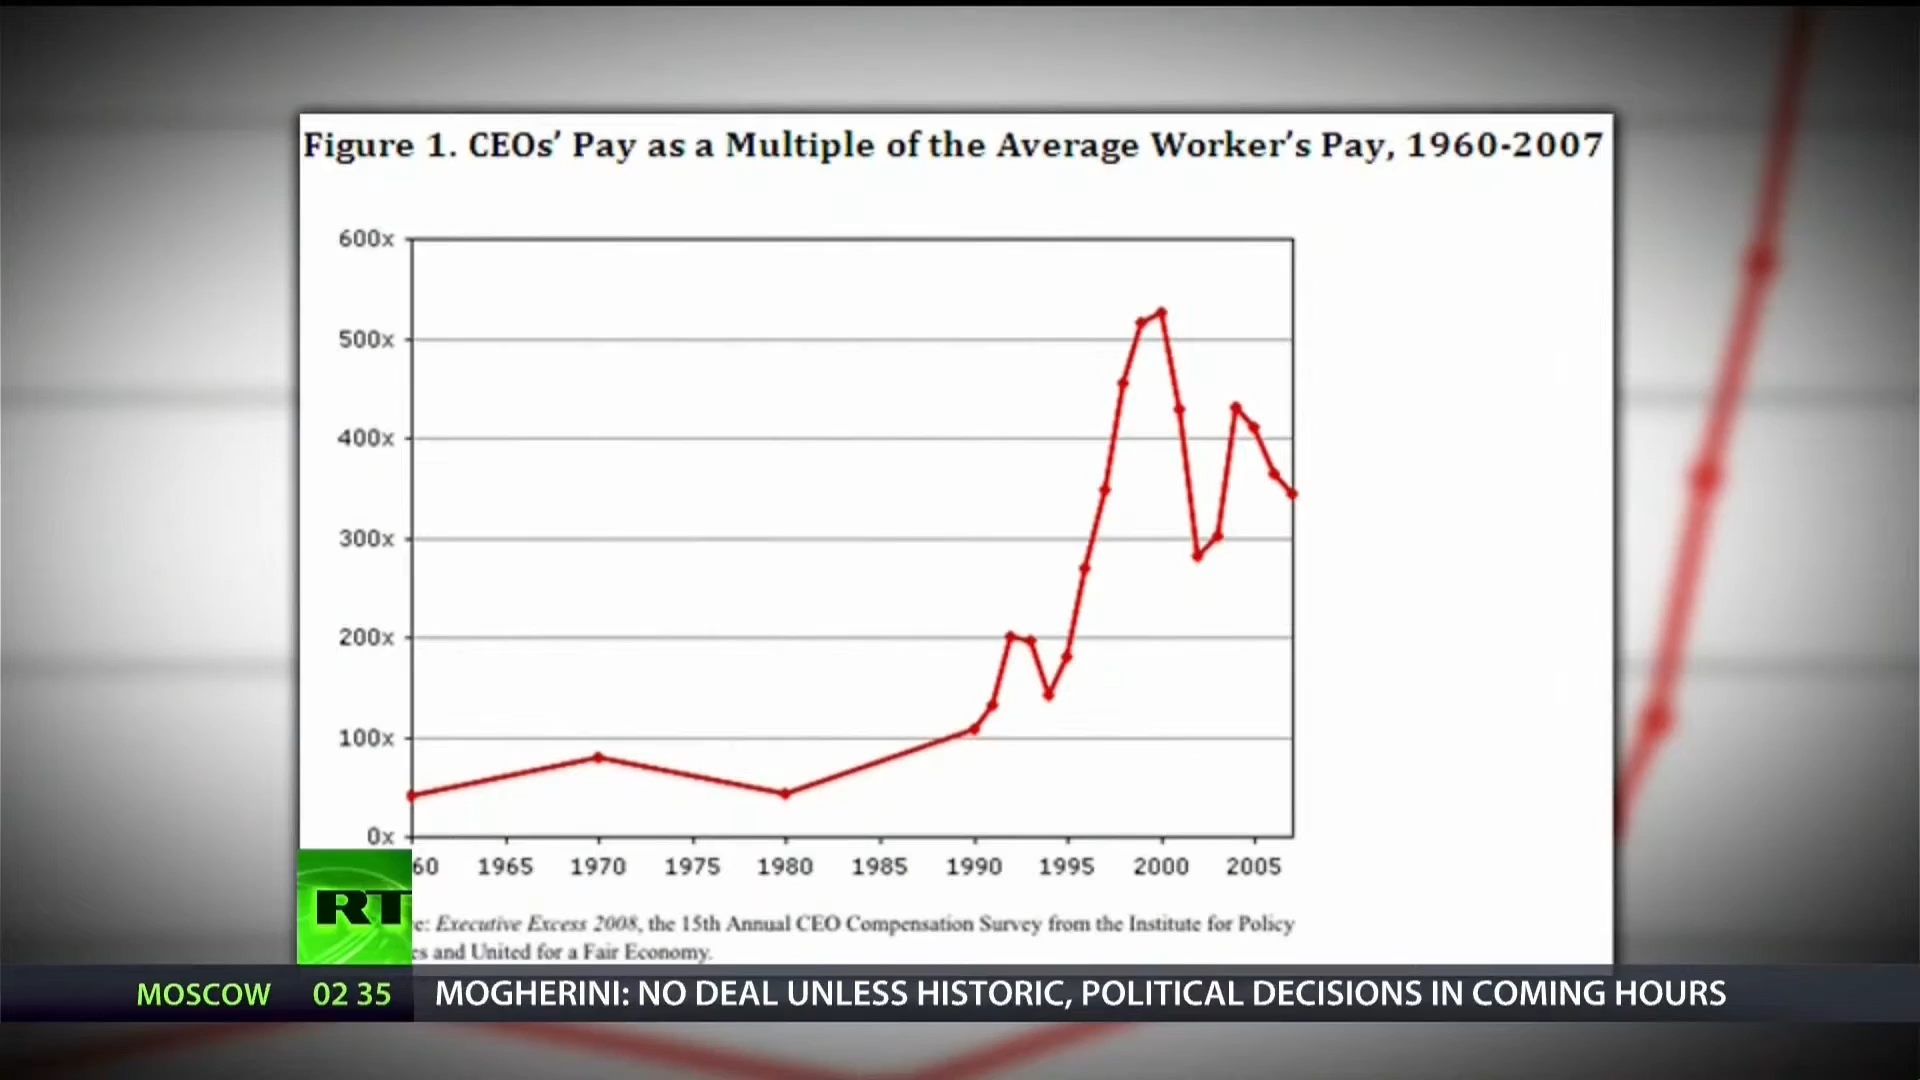 Figure 1. CEOs’ Pay as a Multiple of the Average Worker’s Pay, 1960-2007
600x
500x
400x
300x
200x
100x
0x
60 1965 1970 1975 1980 1985 1990 1995 2000 2005
RT
e: Executive Excess 2008, the 15th Annual CEO Compensation Survey from the Institute for Policy
es and United for a Fair Economy.
MOSCOW 02 35 MOGHERINI: NO DEAL UNLESS HISTORIC, POLITICAL DECISIONS IN COMING HOURS